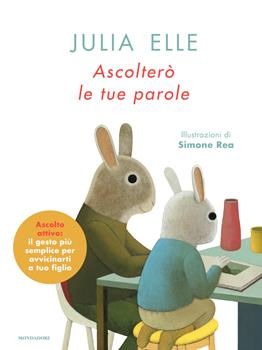 JULIA ELLE
Ascolterò
le tue parole
Illustrazioni di
Simone Rea
Ascolto
attivo:
il gesto più
semplice per
avvicinarti
a tuo figlio
MONDADORI